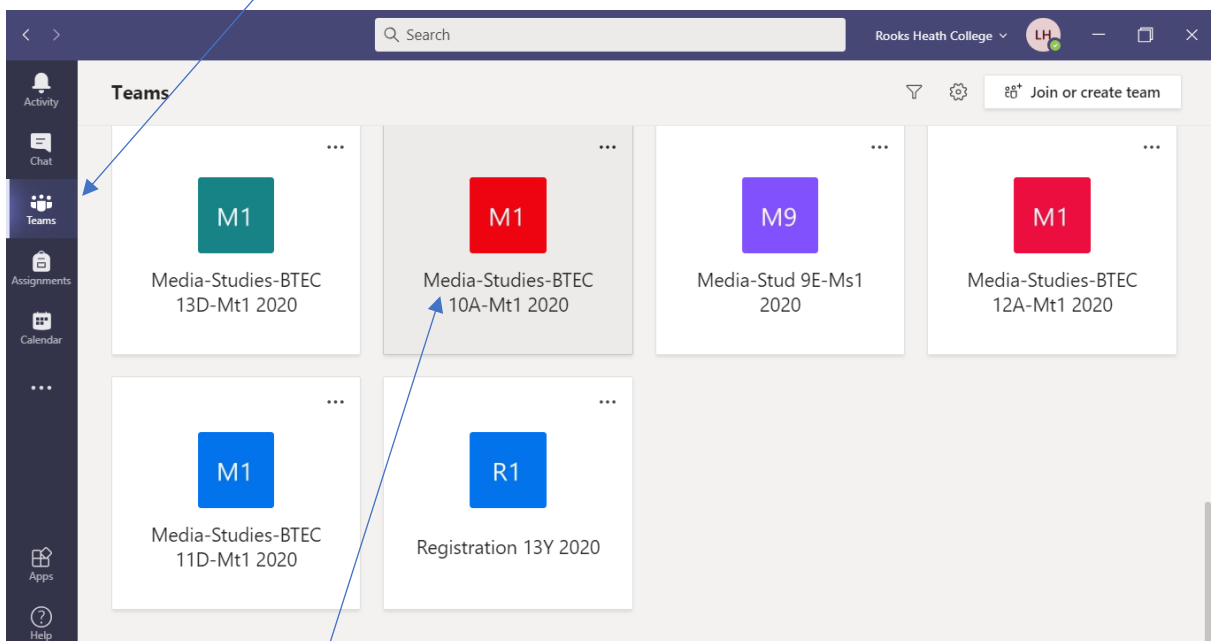 Search
Rooks Heath College
LH
Activity
Teams
Join or create team
Chat
Teams
M1
M1
M9
M1
Assignments
Media-Studies-BTEC
13D-Mt1 2020
Media-Studies-BTEC
10A-Mt1 2020
Media-Stud 9E-Ms1
2020
Media-Studies-BTEC
12A-Mt1 2020
Calendar
M1
R1
Media-Studies-BTEC
11D-Mt1 2020
Registration 13Y 2020
Apps
Help